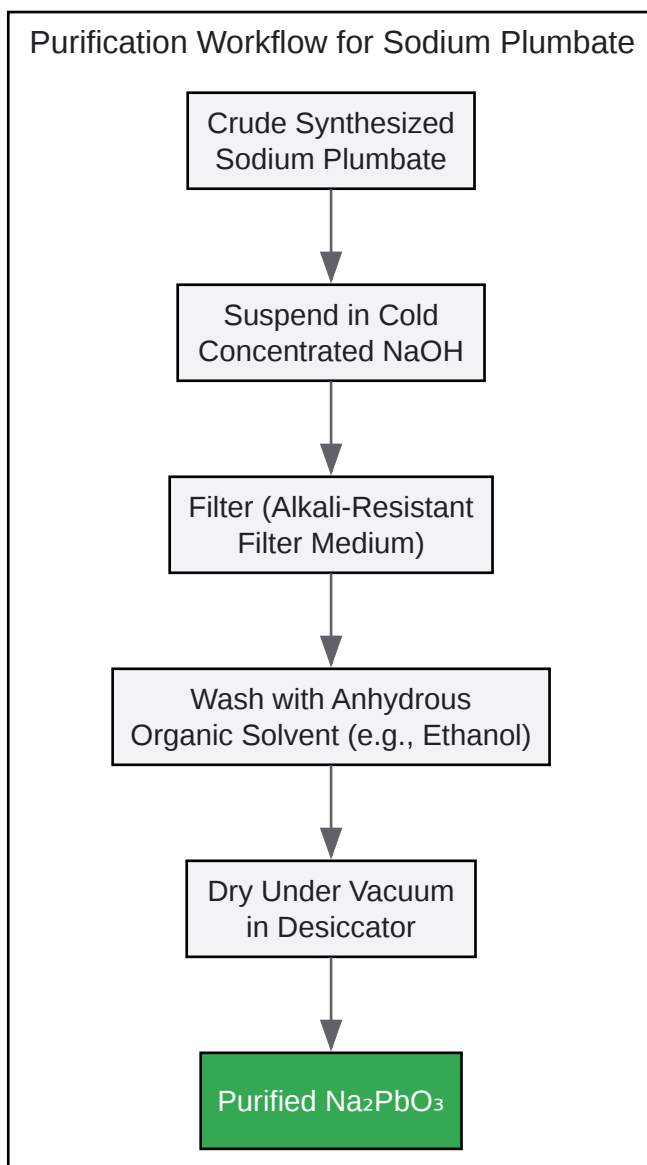 Purification Workflow for Sodium Plumbate
Crude Synthesized
Sodium Plumbate
Suspend in Cold
Concentrated NaOH
Filter (Alkali-Resistant
Filter Medium)
Wash with Anhydrous
Organic Solvent (e.g., Ethanol)
Dry Under Vacuum
in Desiccator
Purified Na₂PbO₃